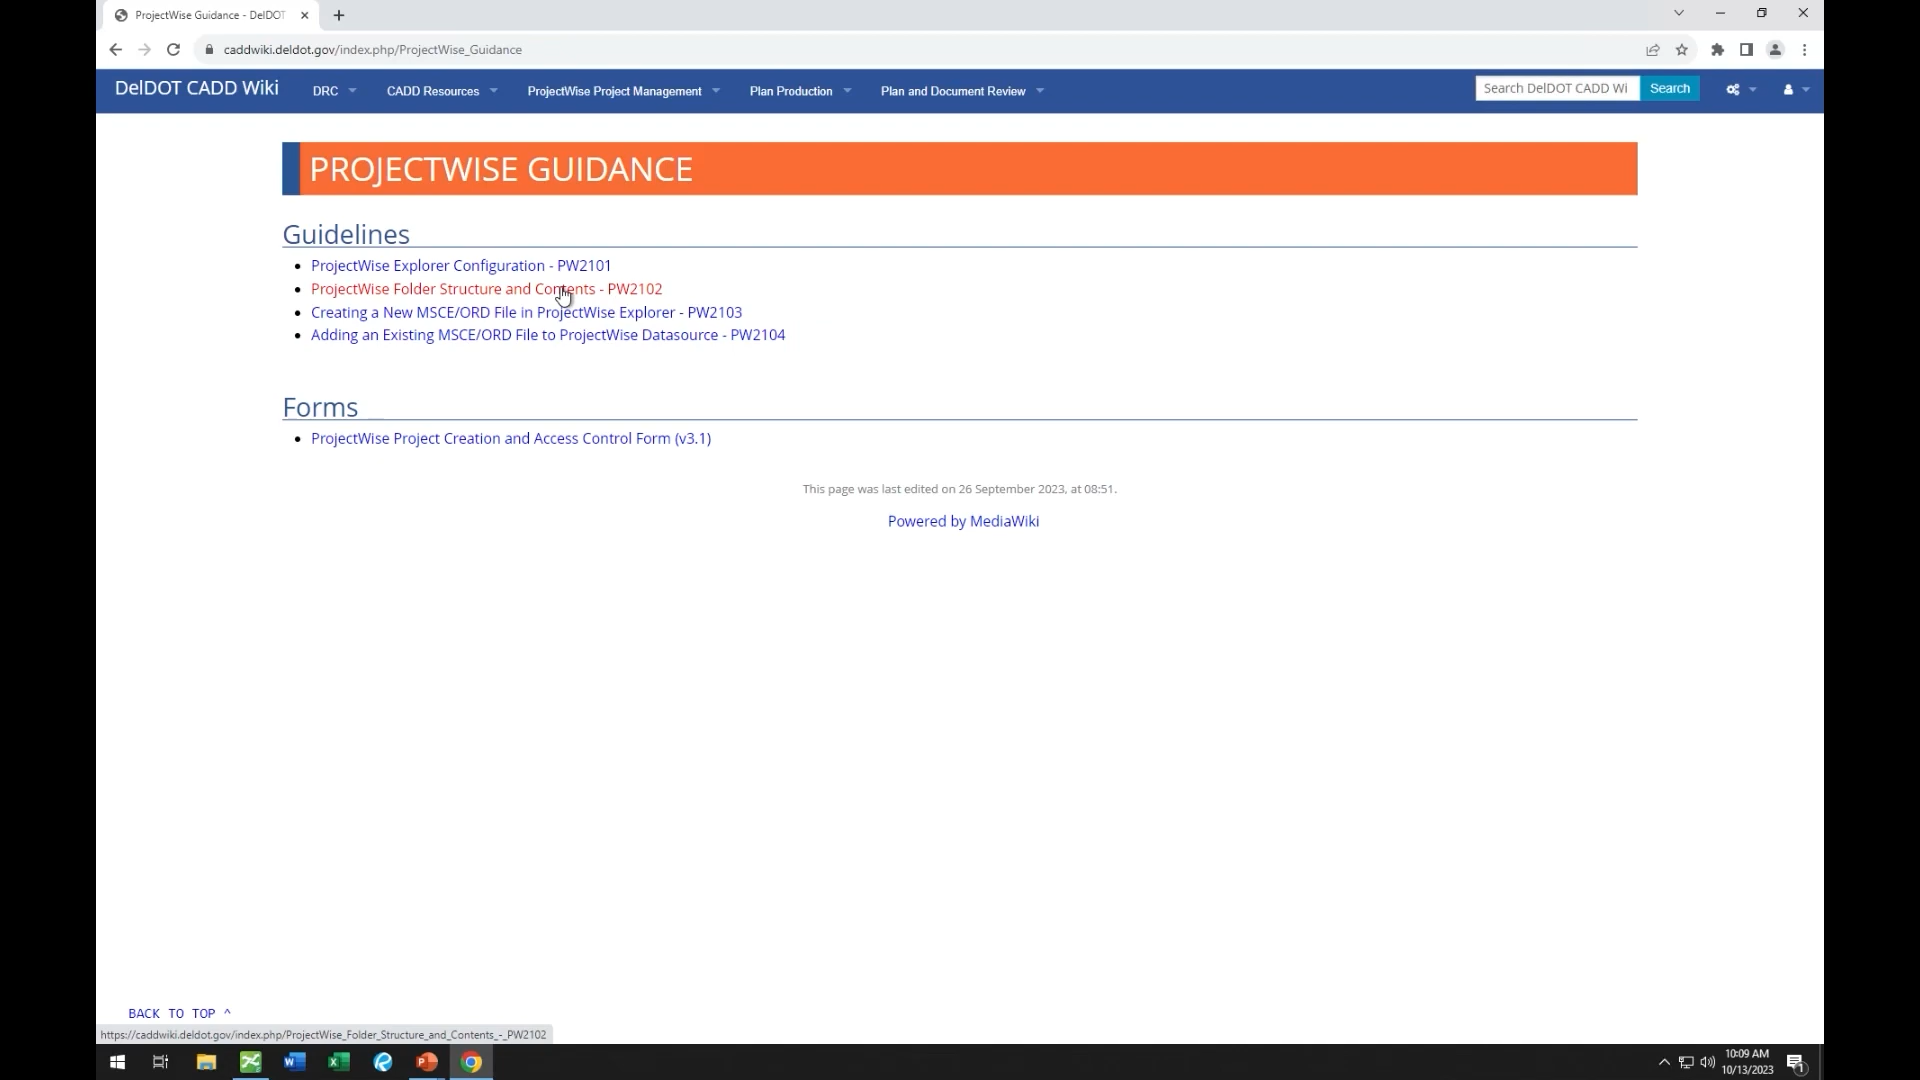 ProjectWise Guidance - DelDOT
caddwiki.deldot.gov/index.php/ProjectWise_Guidance
DelDOT CADD Wiki
DRC
CADD Resources
ProjectWise Project Management
Plan Production
Plan and Document Review
Search DelDOT CADD Wi
Search
PROJECTWISE GUIDANCE
Guidelines
ProjectWise Explorer Configuration - PW2101
ProjectWise Folder Structure and Contents - PW2102
Creating a New MSCE/ORD File in ProjectWise Explorer - PW2103
Adding an Existing MSCE/ORD File to ProjectWise Datasource - PW2104
Forms
ProjectWise Project Creation and Access Control Form (v3.1)
This page was last edited on 26 September 2023, at 08:51.
Powered by MediaWiki
BACK TO TOP ^
https://caddwiki.deldot.gov/index.php/ProjectWise_Folder_Structure_and_Contents_-_PW2102
10:09 AM
10/13/2023
1